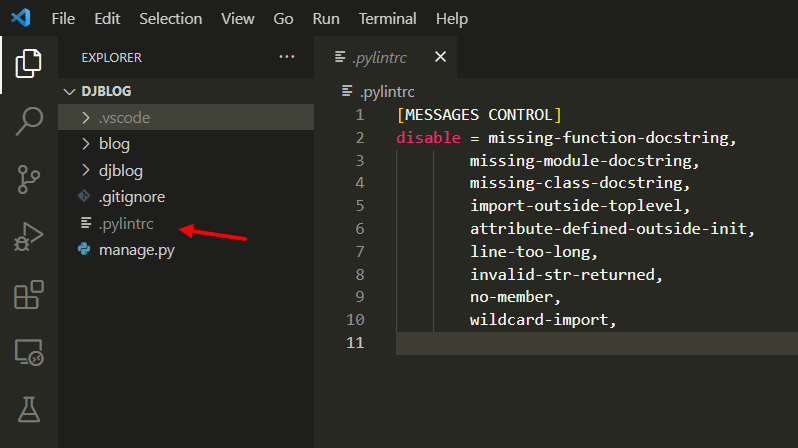 File Edit Selection View Go Run Terminal Help
EXPLORER ···
.pylintrc
DJBLOG
.vscode
blog
djblog
.gitignore
.pylintrc
manage.py
.pylintrc
1 [MESSAGES CONTROL]
2 disable = missing-function-docstring,
3 missing-module-docstring,
4 missing-class-docstring,
5 import-outside-toplevel,
6 attribute-defined-outside-init,
7 line-too-long,
8 invalid-str-returned,
9 no-member,
10 wildcard-import,
11